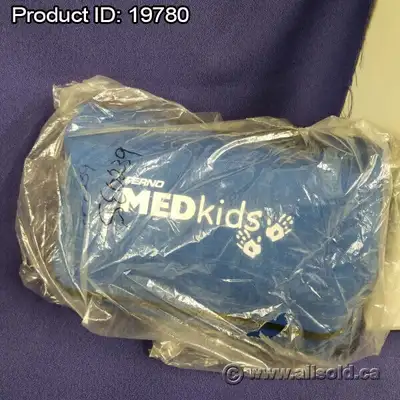 Product ID: 19780
FERNO
MEDkids
www.allsold.ca